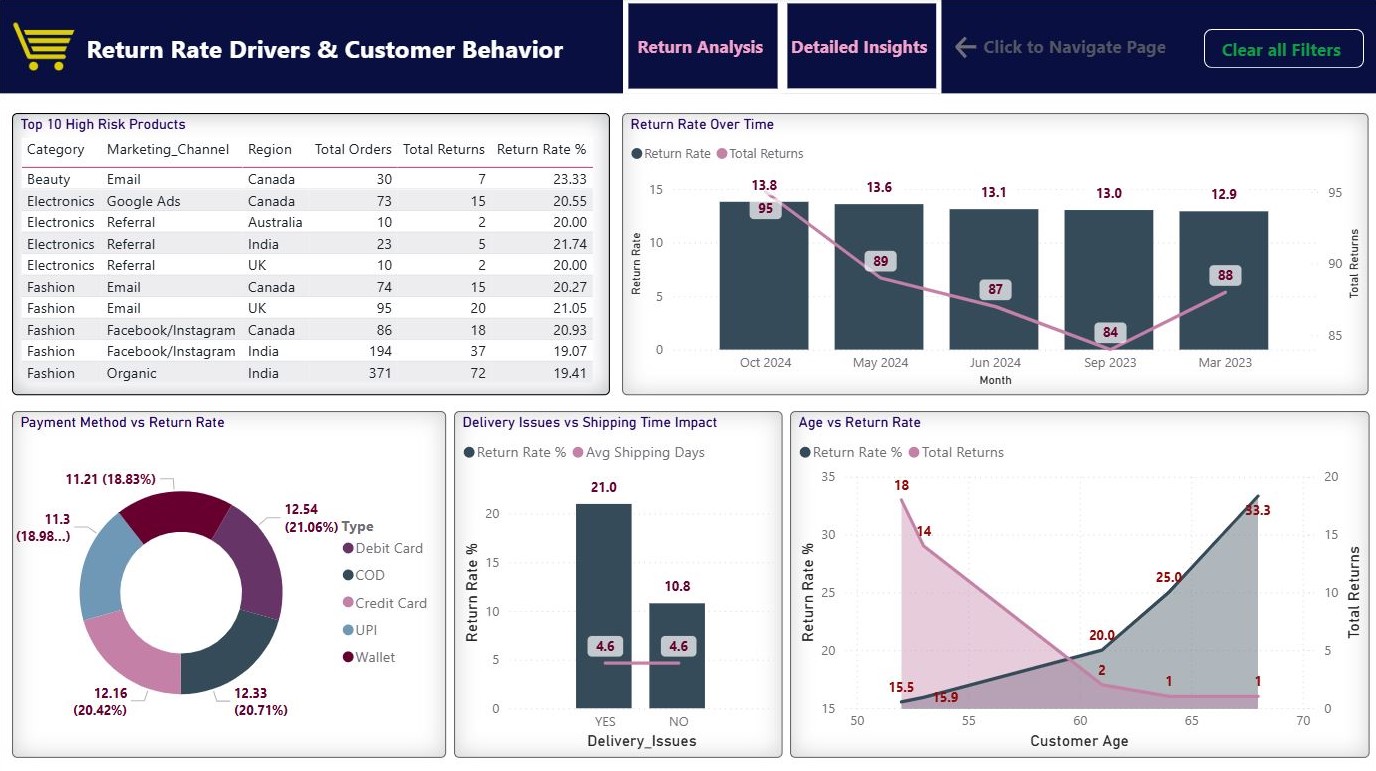 Return Rate Drivers & Customer Behavior
Return Analysis
Detailed Insights
Click to Navigate Page
Clear all Filters
Top 10 High Risk Products
Category Marketing_Channel Region Total Orders Total Returns Return Rate %
Beauty Email Canada 30 7 23.33
Electronics Google Ads Canada 73 15 20.55
Electronics Referral Australia 10 2 20.00
Electronics Referral India 23 5 21.74
Electronics Referral UK 10 2 20.00
Fashion Email Canada 74 15 20.27
Fashion Email UK 95 20 21.05
Fashion Facebook/Instagram Canada 86 18 20.93
Fashion Facebook/Instagram India 194 37 19.07
Fashion Organic India 371 72 19.41
Return Rate Over Time
Return Rate Total Returns
13.8 13.6 13.1 13.0 12.9
95 89 87 84 88
15
10
5
0
Return Rate
95
90
85
Total Returns
Oct 2024 May 2024 Jun 2024 Sep 2023 Mar 2023
Month
Payment Method vs Return Rate
11.21 (18.83%)
12.54
(21.06%)
11.3
(18.98...)
12.16
(20.42%)
12.33
(20.71%)
Type
Debit Card
COD
Credit Card
UPI
Wallet
Delivery Issues vs Shipping Time Impact
Return Rate % Avg Shipping Days
21.0
10.8
4.6 4.6
20
15
10
5
0
Return Rate %
YES NO
Delivery_Issues
Age vs Return Rate
Return Rate % Total Returns
35
30
25
20
15
Return Rate %
18
14
2
1
1
15.5
15.9
20.0
25.0
33.3
20
15
10
5
0
Total Returns
50 55 60 65 70
Customer Age